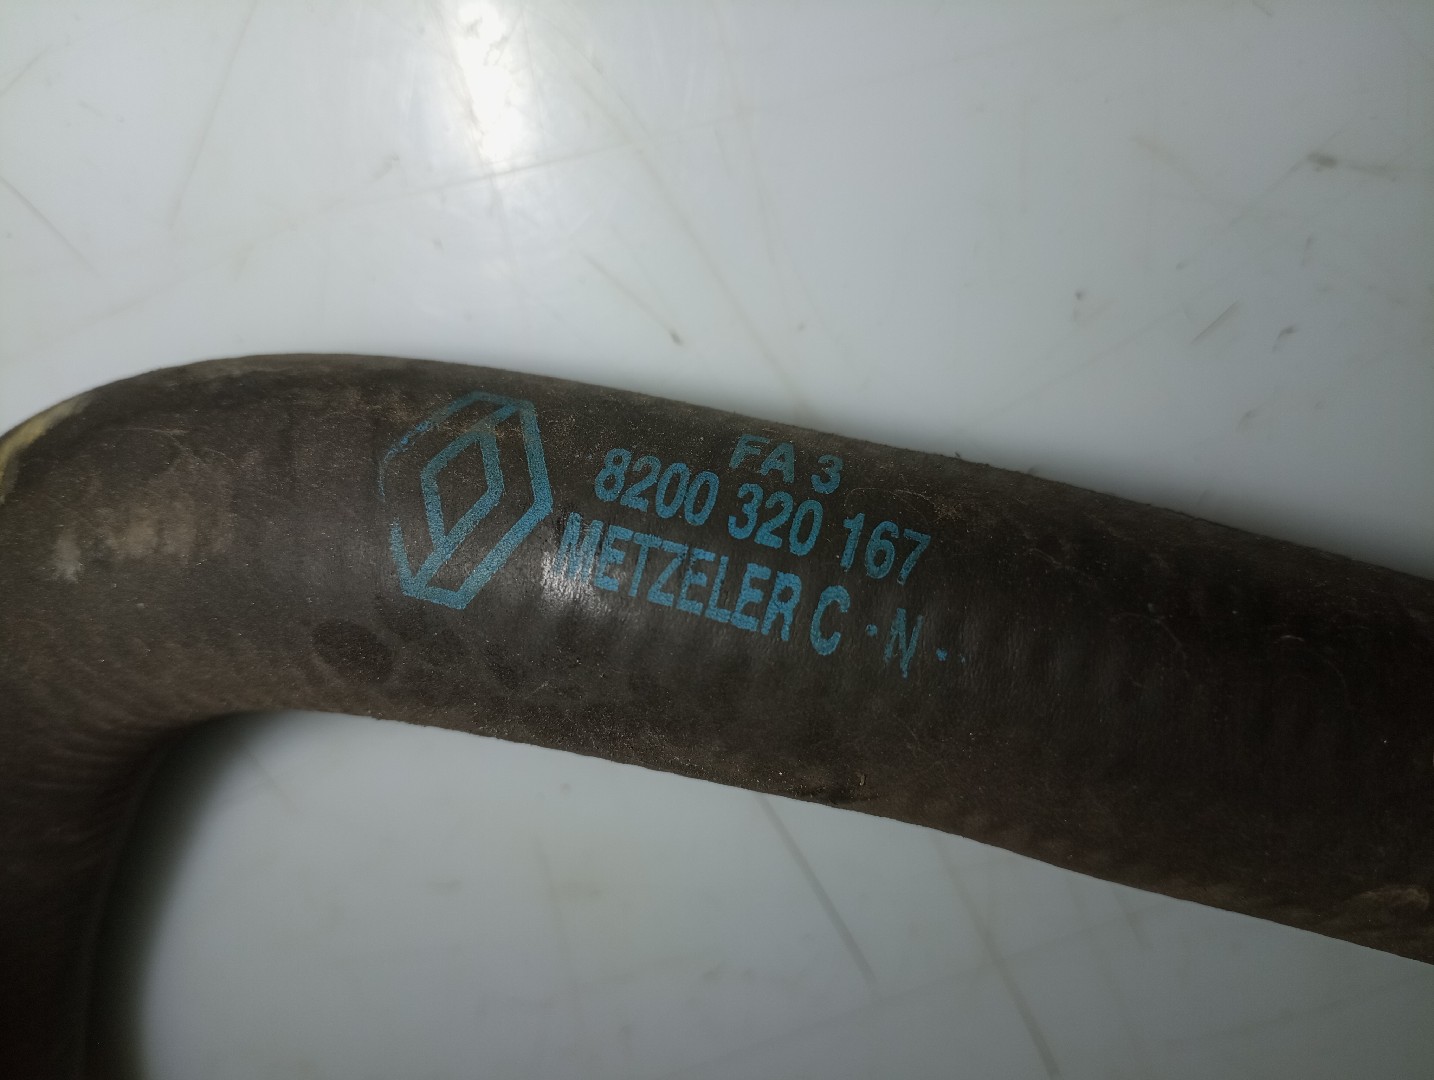 FA 3
8200 320 167
METZELER C ·N··